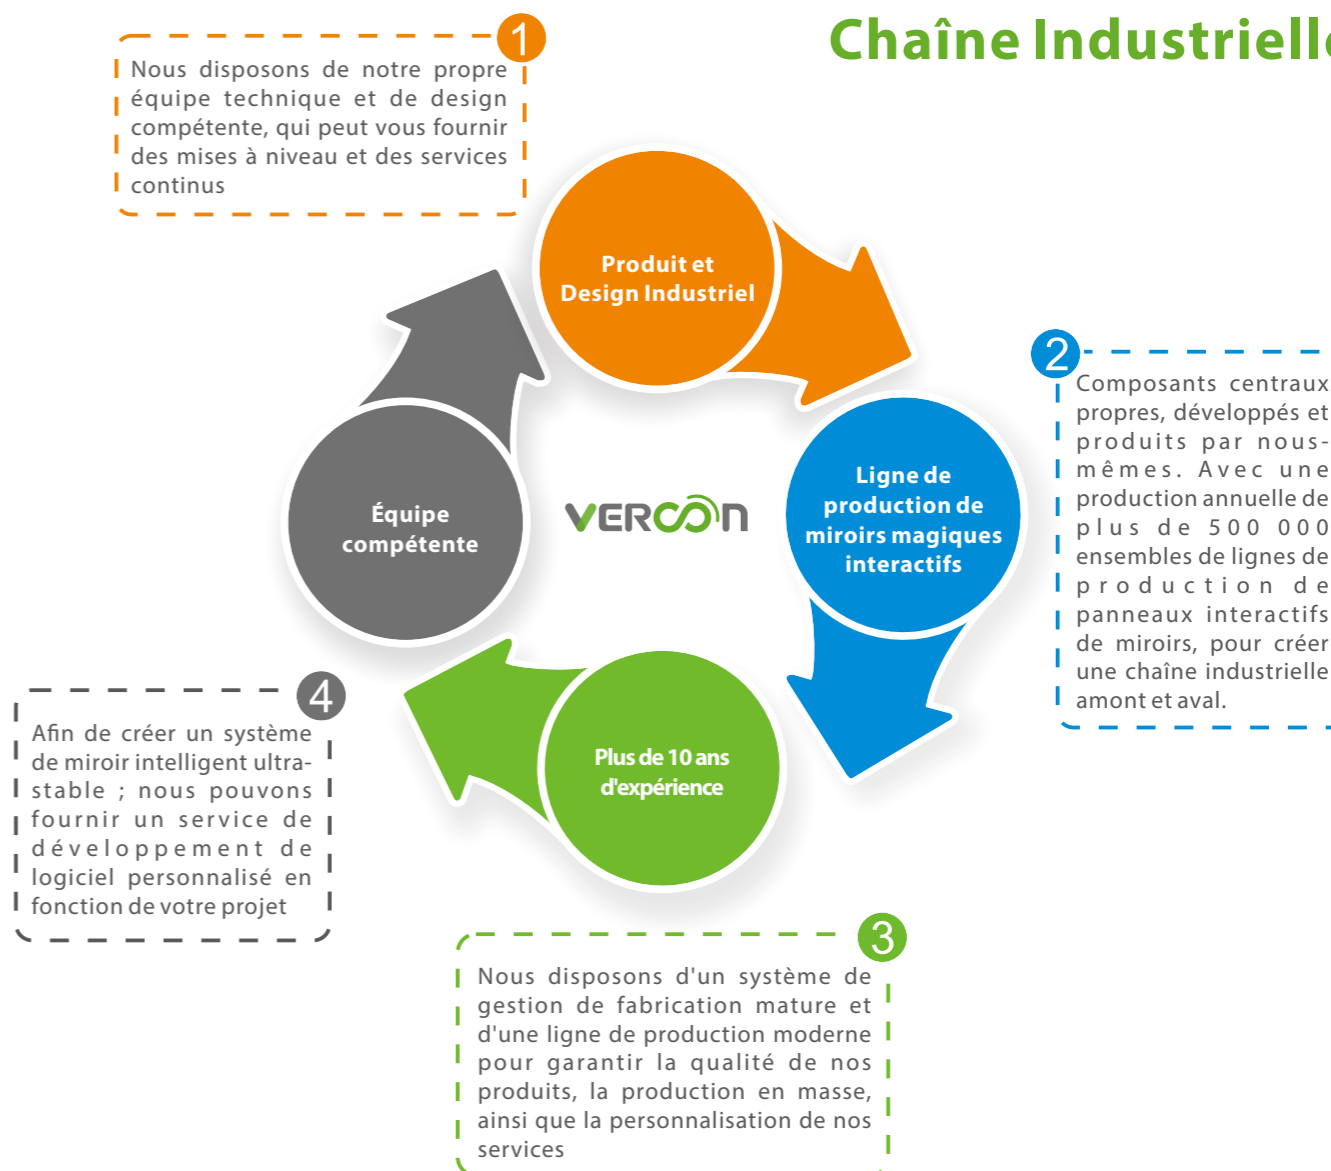 Chaîne Industrielle
1
Nous disposons de notre propre
équipe technique et de design
compétente, qui peut vous fournir
des mises à niveau et des services
continus
Produit et
Design Industriel
2
Composants centraux
propres, développés et
produits par nous-
mêmes. Avec une
production annuelle de
plus de 500 000
ensembles de lignes de
production de
panneaux interactifs
de miroirs, pour créer
une chaîne industrielle
amont et aval.
Ligne de
production de
miroirs magiques
interactifs
VEROON
Équipe
compétente
4
Afin de créer un système
de miroir intelligent ultra-
stable ; nous pouvons
fournir un service de
développement de
logiciel personnalisé en
fonction de votre projet
Plus de 10 ans
d'expérience
3
Nous disposons d'un système de
gestion de fabrication mature et
d'une ligne de production moderne
pour garantir la qualité de nos
produits, la production en masse,
ainsi que la personnalisation de nos
services